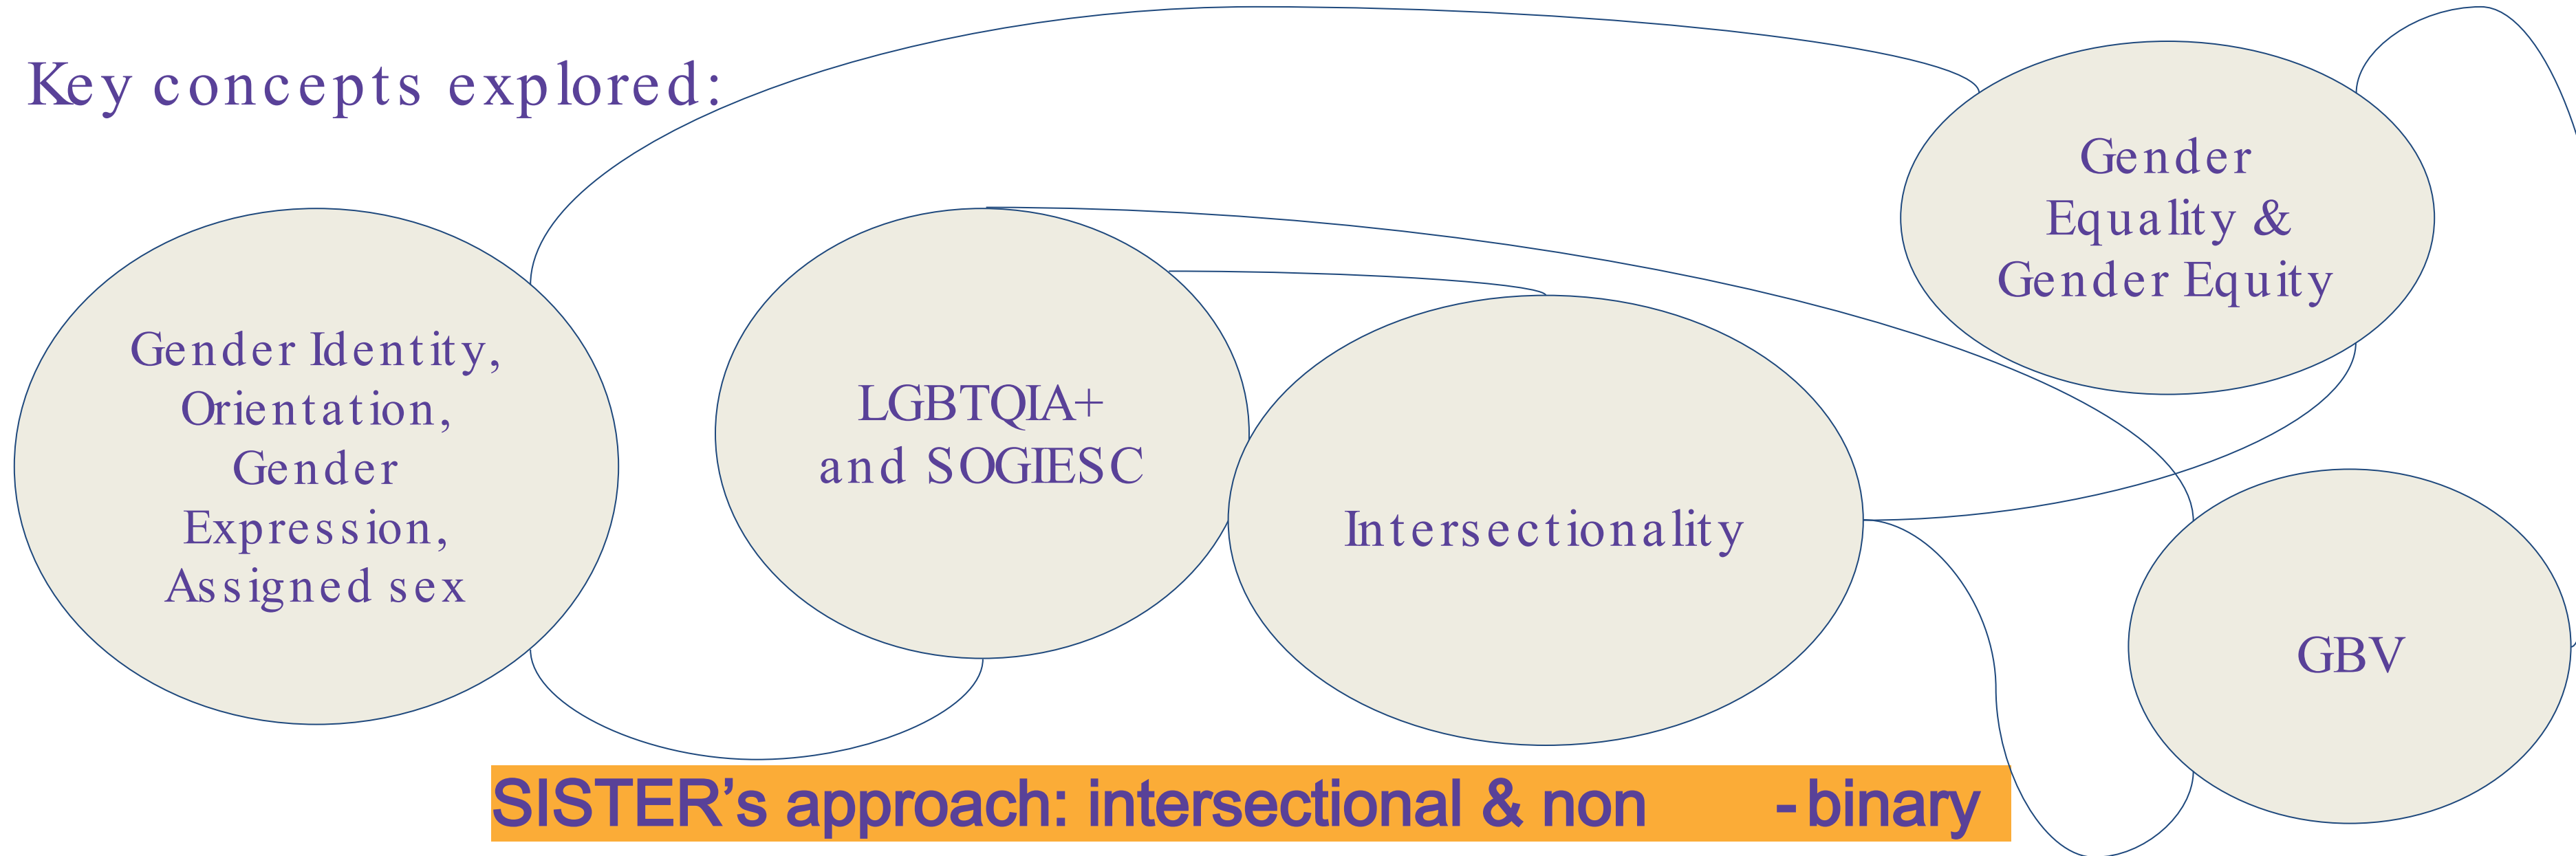 Key concepts explored:
Gender Identity,
Orientation,
Gender
Expression,
Assigned sex
LGBTQIA+
and SOGIESC
Intersectionality
Gender
Equality &
Gender Equity
GBV
SISTER’s approach: intersectional & non -binary